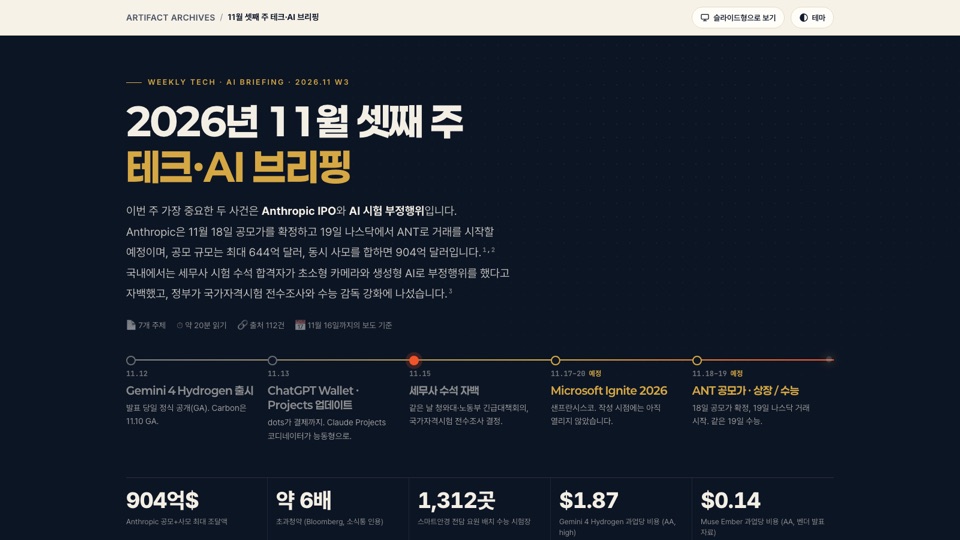 ARTIFACT ARCHIVES / 11월 셋째 주 테크·AI 브리핑
슬라이드형으로 보기
테마
WEEKLY TECH · AI BRIEFING · 2026.11 W3
2026년 11월 셋째 주
테크·AI 브리핑
이번 주 가장 중요한 두 사건은 Anthropic IPO와 AI 시험 부정행위입니다.
Anthropic은 11월 18일 공모가를 확정하고 19일 나스닥에서 ANT로 거래를 시작할
예정이며, 공모 규모는 최대 644억 달러, 동시 사모를 합하면 904억 달러입니다.1,2
국내에서는 세무사 시험 수석 합격자가 초소형 카메라와 생성형 AI로 부정행위를 했다고
자백했고, 정부가 국가자격시험 전수조사와 수능 감독 강화에 나섰습니다.3
7개 주제
약 20분 읽기
출처 112건
11월 16일까지의 보도 기준
11.12
Gemini 4 Hydrogen 출시
발표 당일 정식 공개(GA). Carbon은
11.10 GA.
11.13
ChatGPT Wallet ·
Projects 업데이트
dots가 결제까지. Claude Projects
코디네이터가 능동형으로.
11.15
세무사 수석 자백
같은 날 청와대·노동부 긴급대책회의,
국가자격시험 전수조사 결정.
11.17–20 예정
Microsoft Ignite 2026
샌프란시스코. 작성 시점에는 아직
열리지 않았습니다.
11.18–19 예정
ANT 공모가 · 상장 / 수능
18일 공모가 확정, 19일 나스닥 거래
시작. 같은 19일 수능.
904억$
Anthropic 공모+사모 최대 조달액
약 6배
초과청약 (Bloomberg, 소식통 인용)
1,312곳
스마트안경 전담 요원 배치 수능 시험장
$1.87
Gemini 4 Hydrogen 과업당 비용 (AA,
high)
$0.14
Muse Ember 과업당 비용 (AA, 벤더 발표
자료)